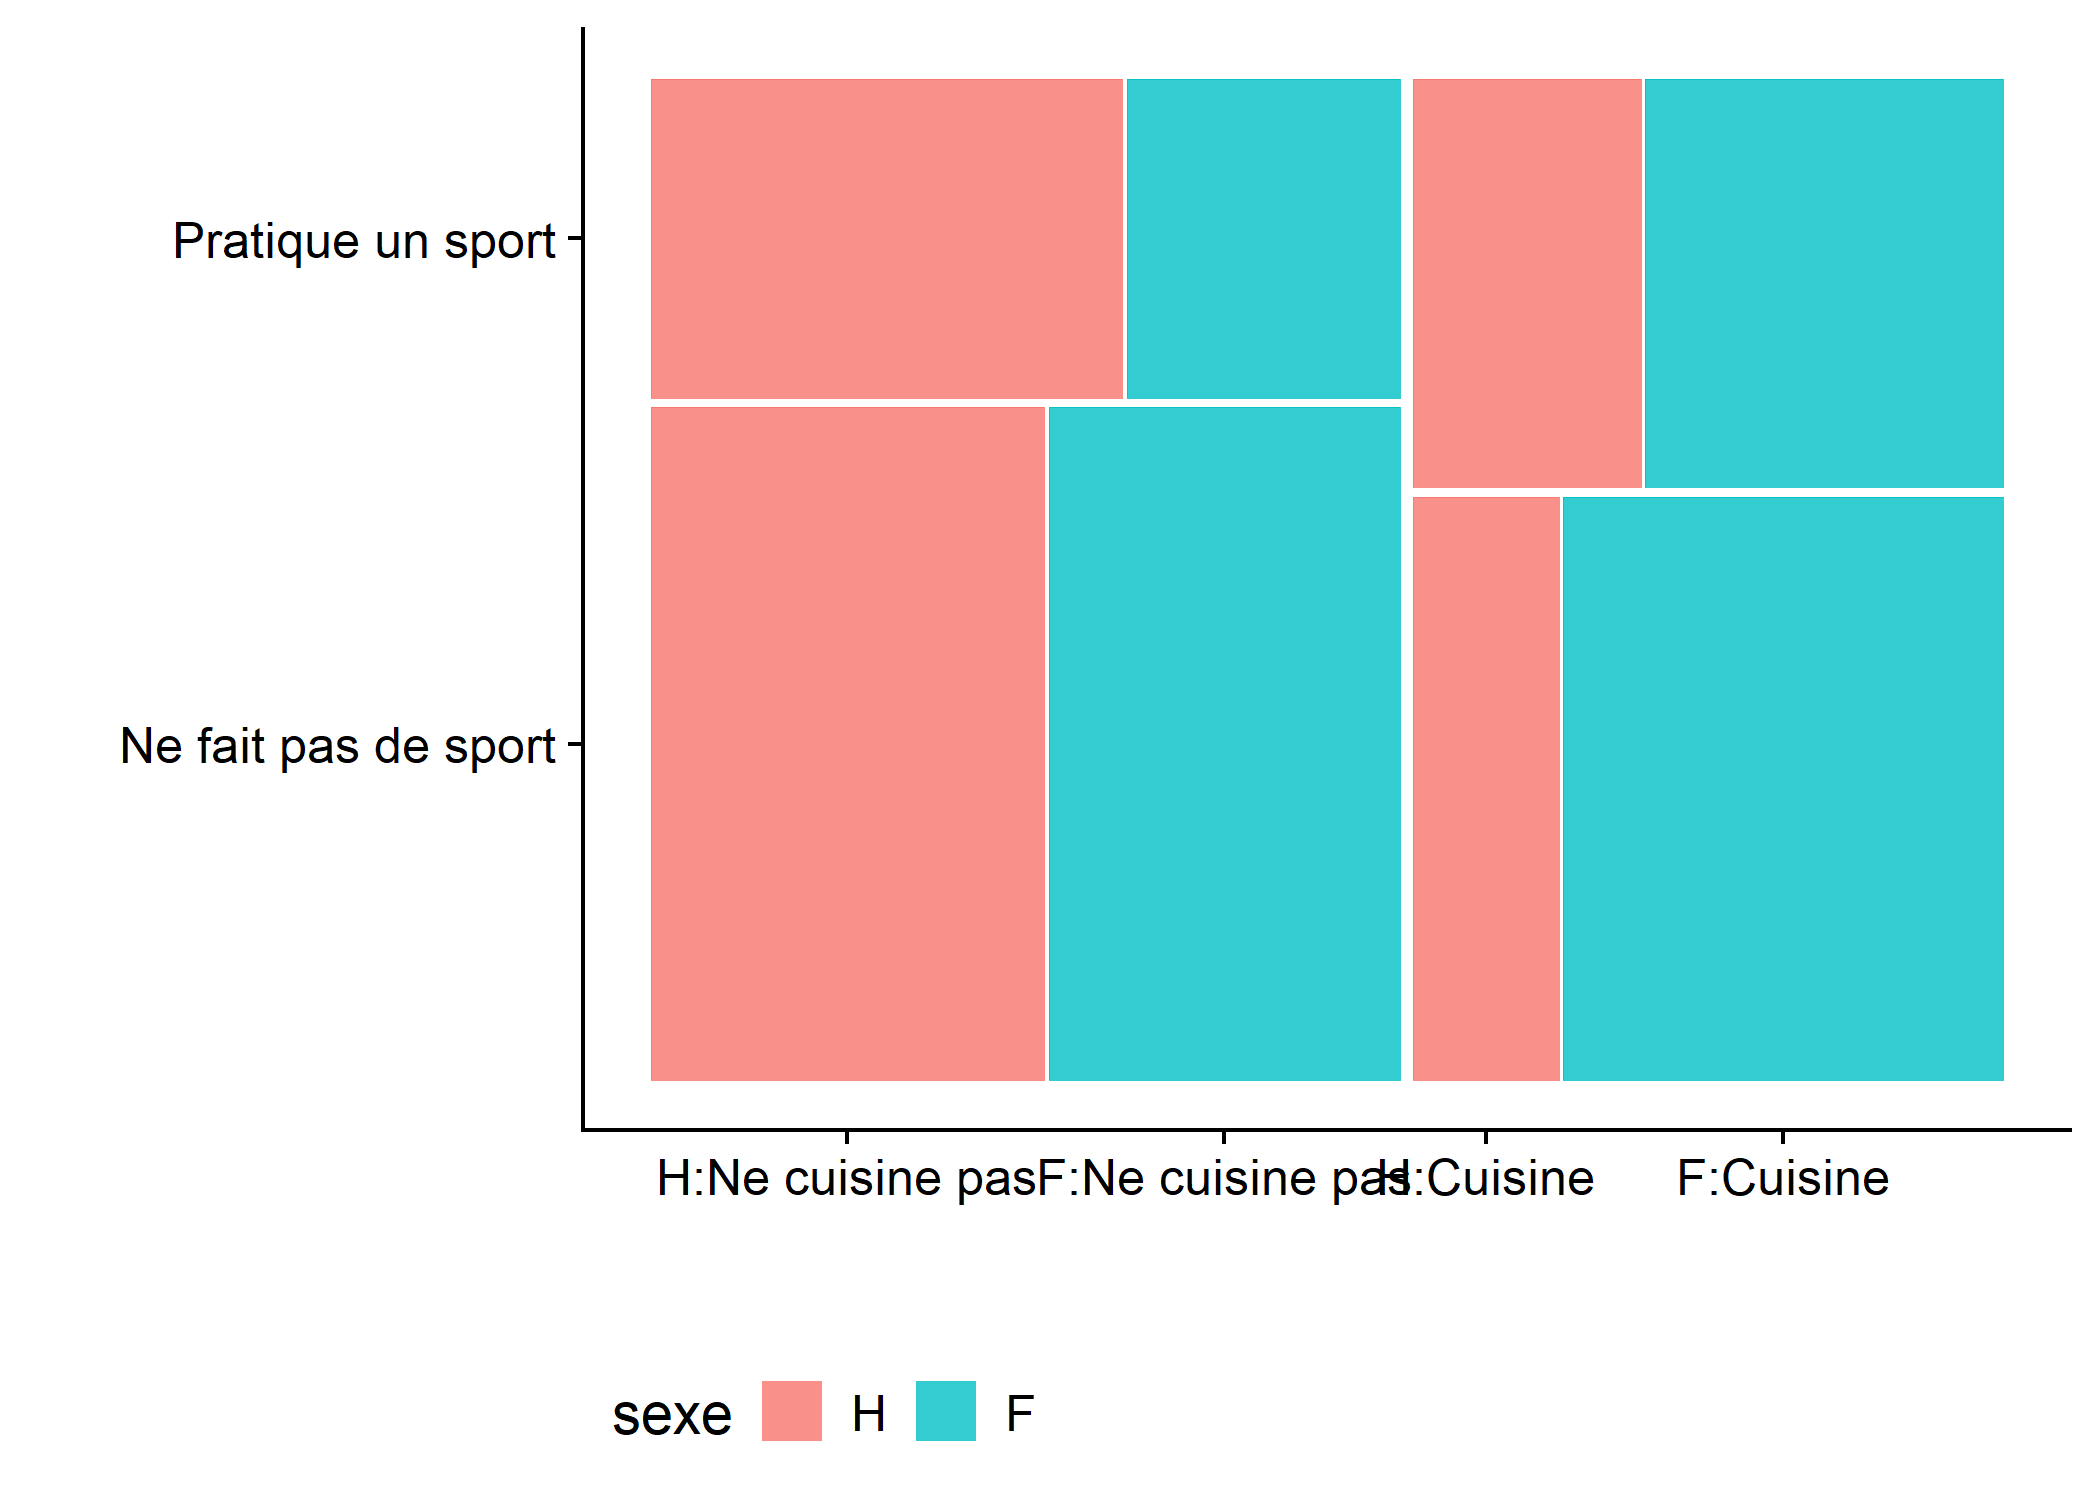 Pratique un sport
Ne fait pas de sport
H:Ne cuisine pas F:Ne cuisine pas H:Cuisine F:Cuisine
sexe H F